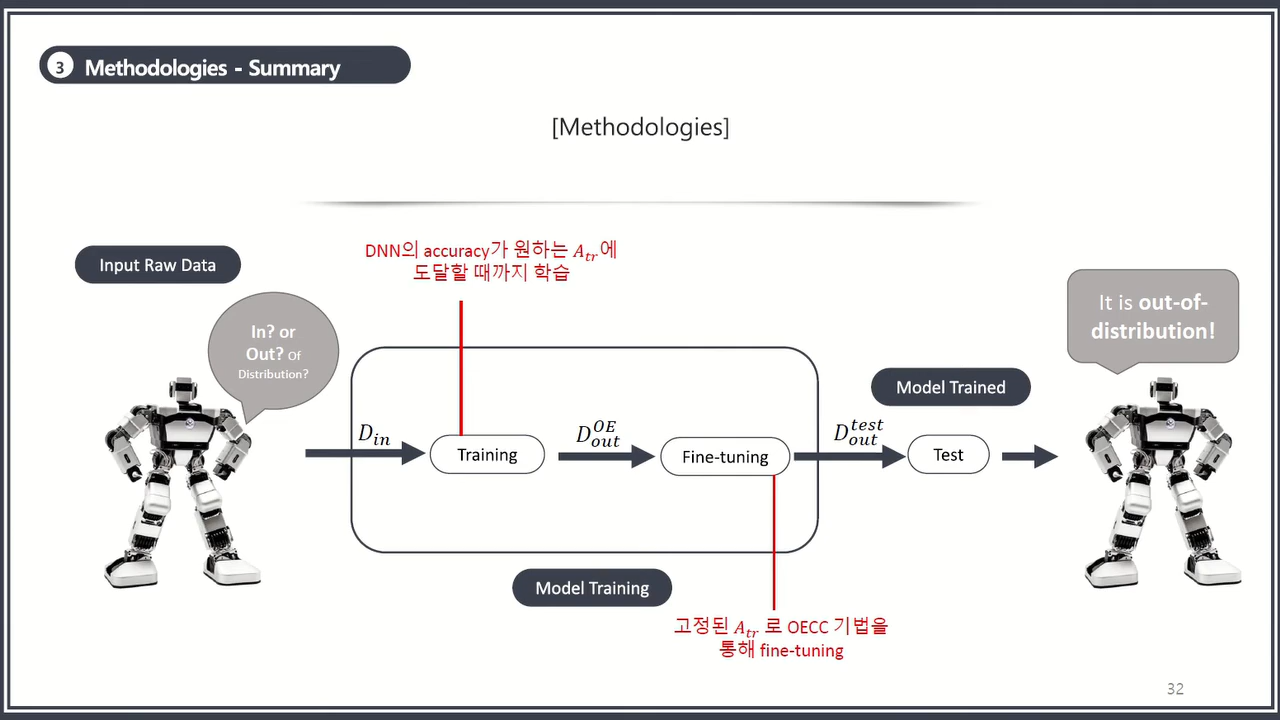 3 Methodologies - Summary
[Methodologies]
Input Raw Data
DNN의 accuracy가 원하는 A_tr에
도달할 때까지 학습
In? or
Out? Of
Distribution?
It is out-of-
distribution!
Model Trained
D_in
Training
D_out^OE
Fine-tuning
D_out^test
Test
Model Training
고정된 A_tr 로 OECC 기법을
통해 fine-tuning
32